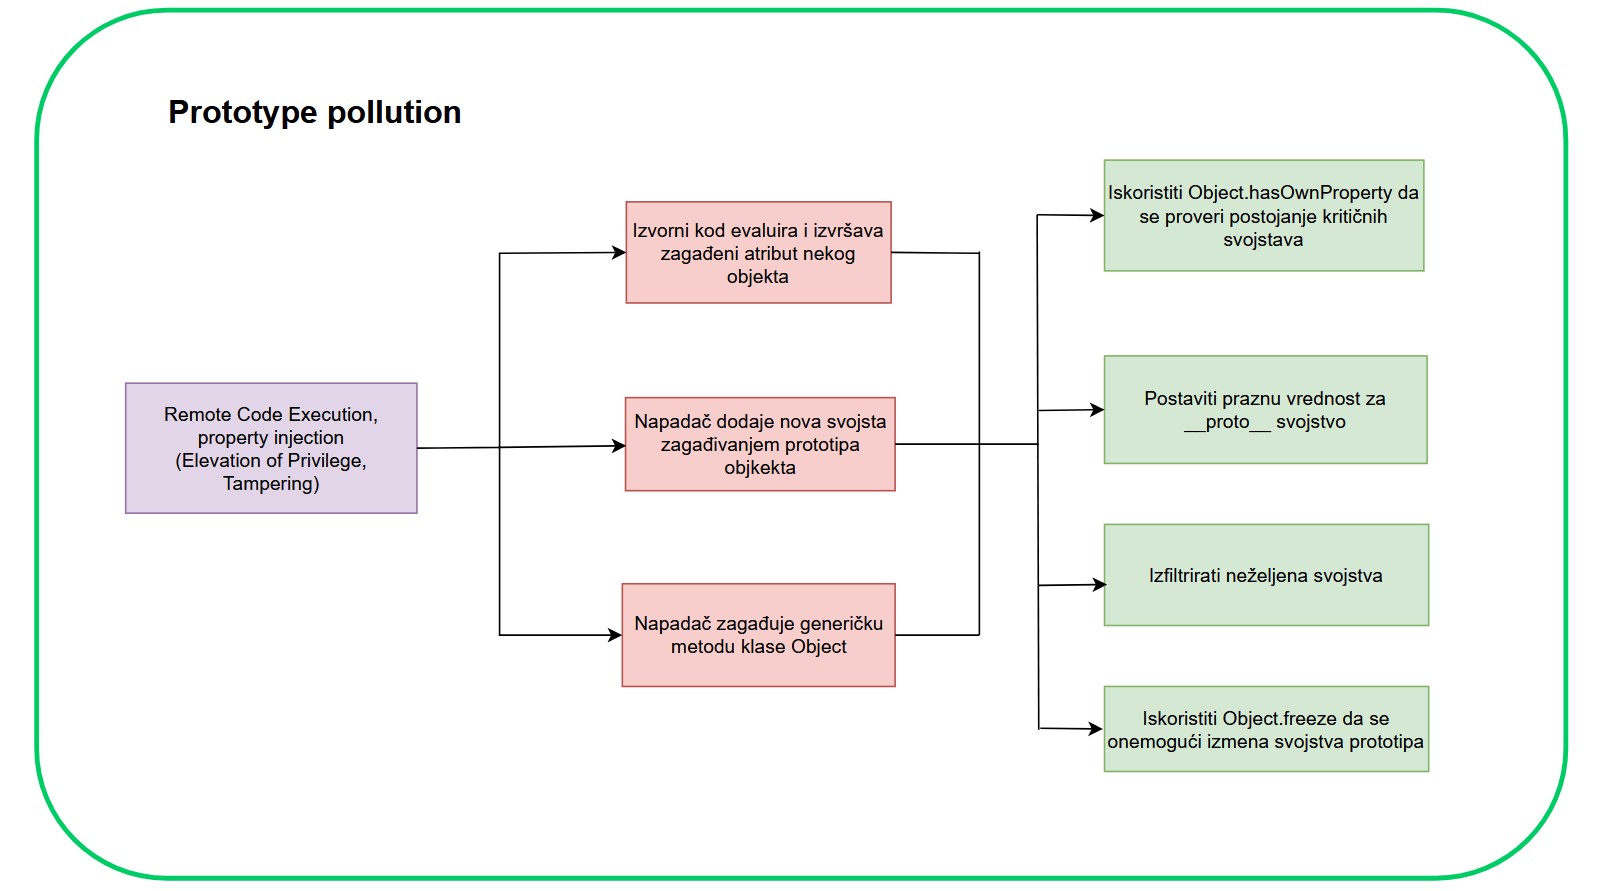 Prototype pollution
Remote Code Execution,
property injection
(Elevation of Privilege,
Tampering)
Izvorni kod evaluira i izvršava
zagađeni atribut nekog
objekta
Napadač dodaje nova svojsta
zagađivanjem prototipa
objkekta
Napadač zagađuje generičku
metodu klase Object
Iskoristiti Object.hasOwnProperty da
se proveri postojanje kritičnih
svojstava
Postaviti praznu vrednost za
__proto__ svojstvo
Izfiltrirati neželjena svojstva
Iskoristiti Object.freeze da se
onemogući izmena svojstva prototipa